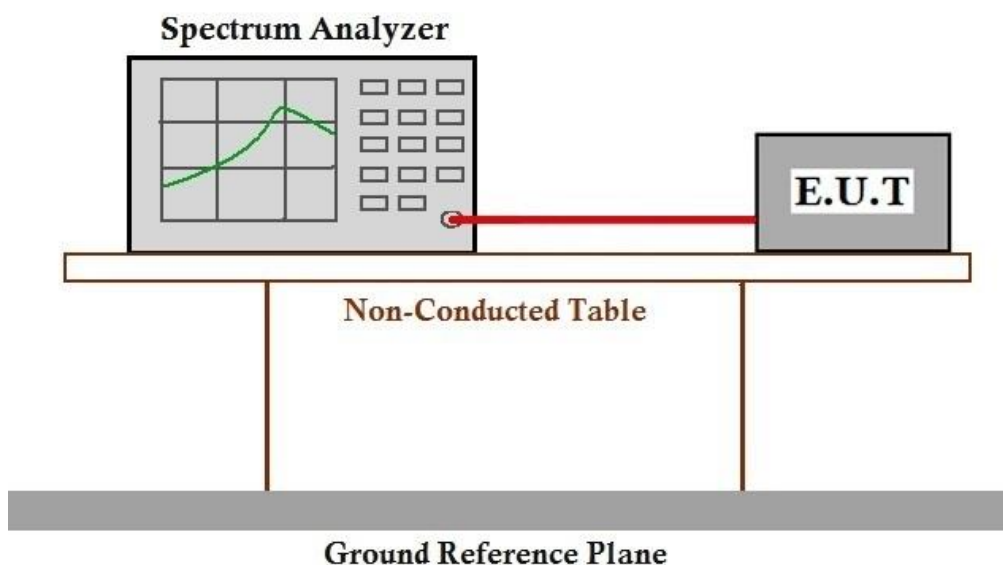 Spectrum Analyzer
E.U.T
Non-Conducted Table
Ground Reference Plane